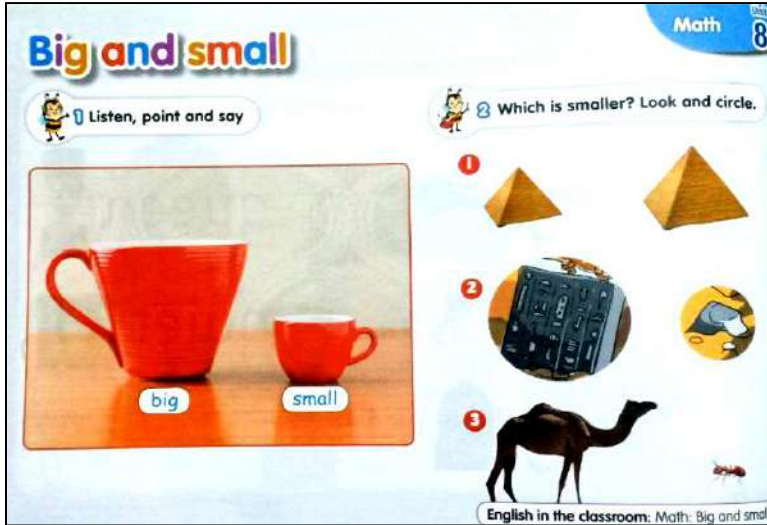 Math
Unit
8
Big and small
1 Listen, point and say
big
small
2 Which is smaller? Look and circle.
1
2
3
English in the classroom: Math: Big and smal